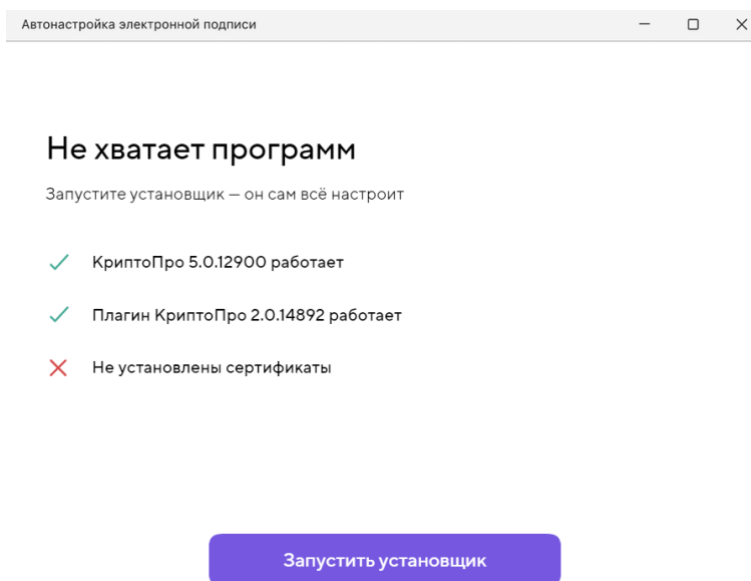 Автонастройка электронной подписи
Не хватает программ
Запустите установщик — он сам всё настроит
КриптоПро 5.0.12900 работает
Плагин КриптоПро 2.0.14892 работает
Не установлены сертификаты
Запустить установщик